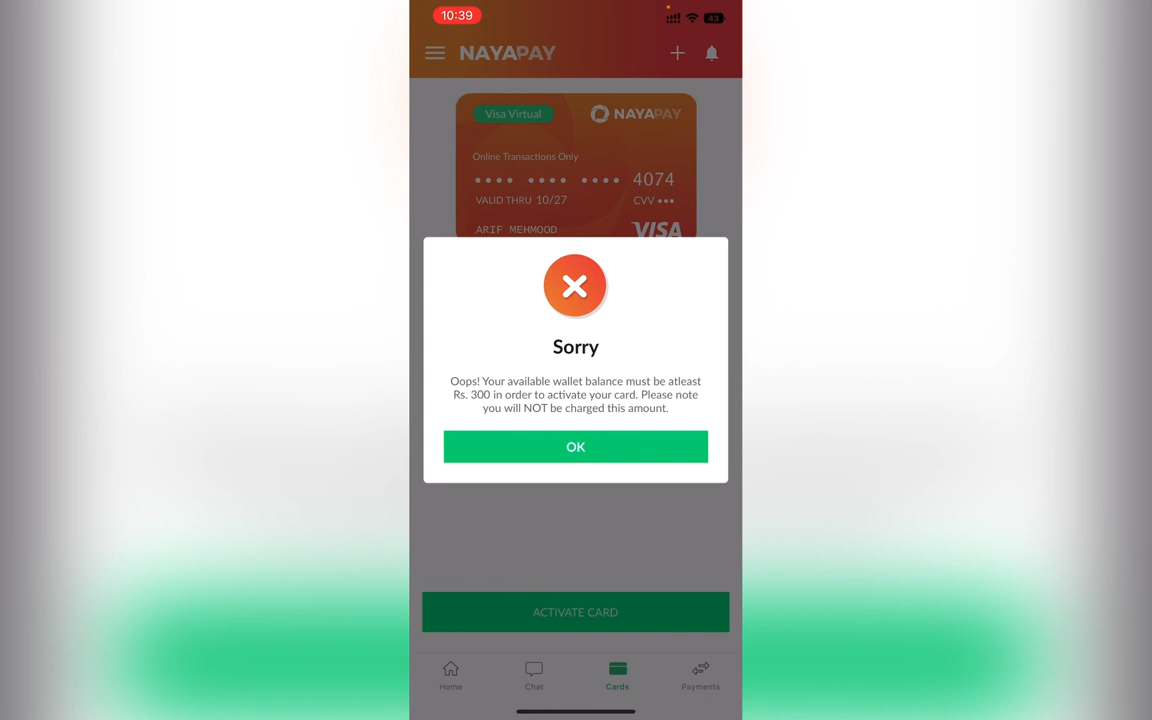 10:39
43
NAYAPAY
Visa Virtual
NAYAPAY
Online Transactions Only
•••• •••• •••• 4074
VALID THRU 10/27
CVV •••
ARIF MEHMOOD
VISA
Sorry
Oops! Your available wallet balance must be atleast
Rs. 300 in order to activate your card. Please note
you will NOT be charged this amount.
OK
ACTIVATE CARD
Home
Chat
Cards
Payments